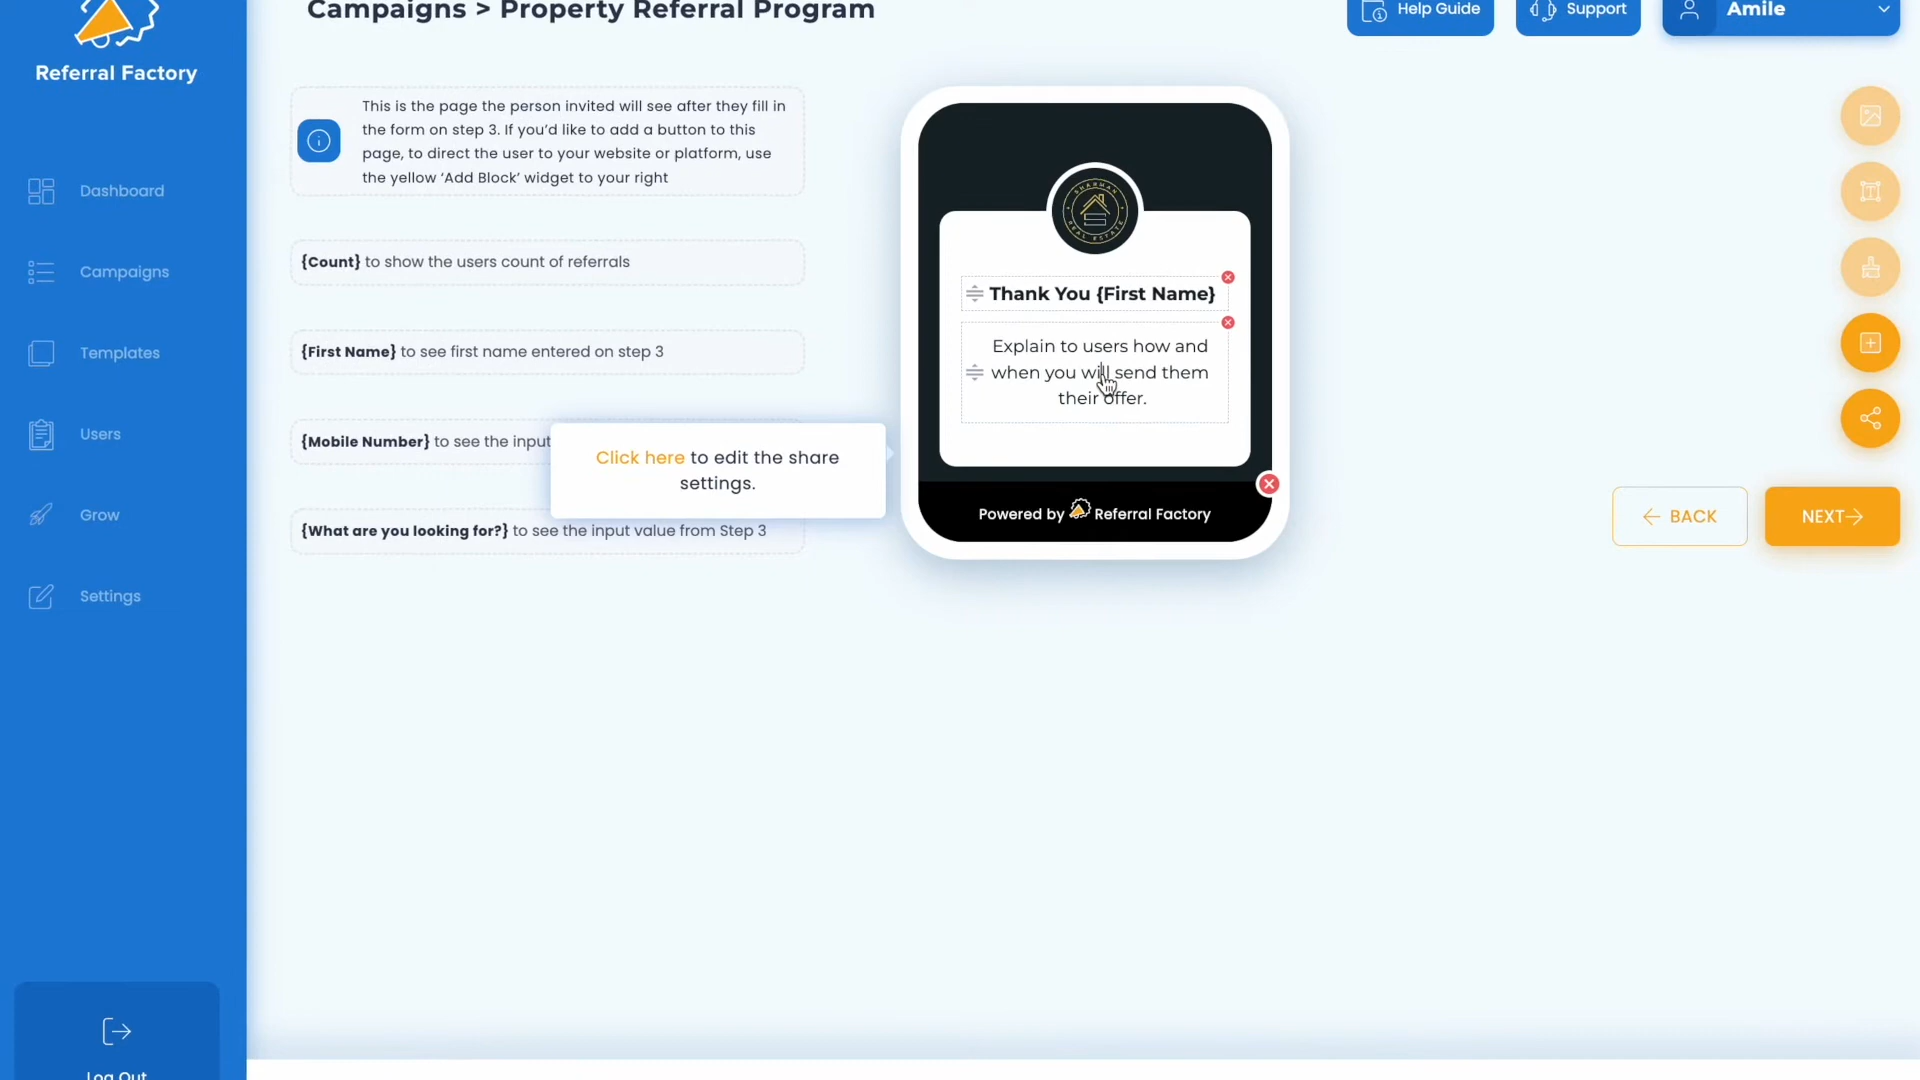 Campaigns > Property Referral Program
Help Guide
Support
Amile
Referral Factory
Dashboard
Campaigns
Templates
Users
Grow
Settings
Log Out
This is the page the person invited will see after they fill in
the form on step 3. If you’d like to add a button to this
page, to direct the user to your website or platform, use
the yellow ‘Add Block’ widget to your right
{Count} to show the users count of referrals
{First Name} to see first name entered on step 3
{Mobile Number} to see the input
{What are you looking for?} to see the input value from Step 3
Click here to edit the share
settings.
SHARMAN
REAL ESTATE
Thank You {First Name}
Explain to users how and
when you will send them
their offer.
Powered by Referral Factory
BACK
NEXT